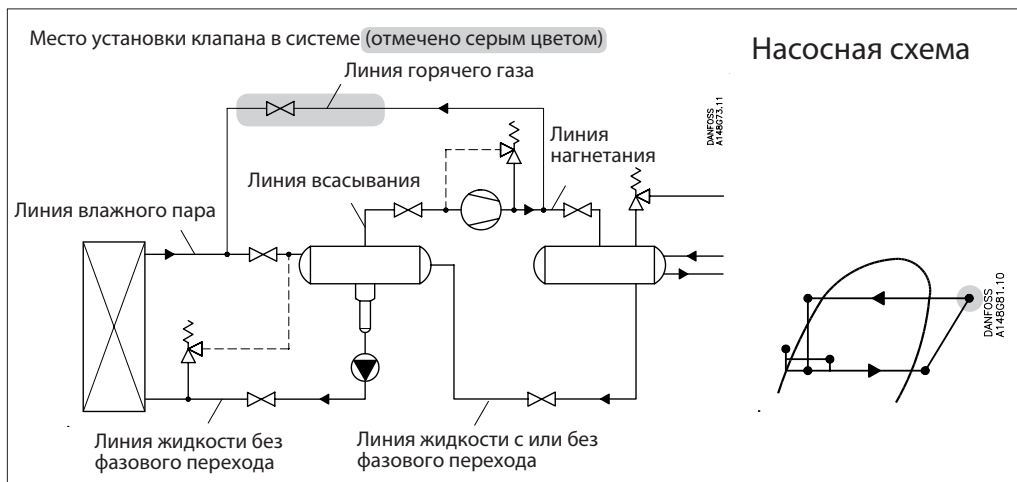 Место установки клапана в системе (отмечено серым цветом)
Насосная схема
Линия горячего газа
DANFOSS
A148G73.11
Линия
нагнетания
Линия всасывания
Линия влажного пара
DANFOSS
A148G81.10
Линия жидкости без
фазового перехода
Линия жидкости с или без
фазового перехода